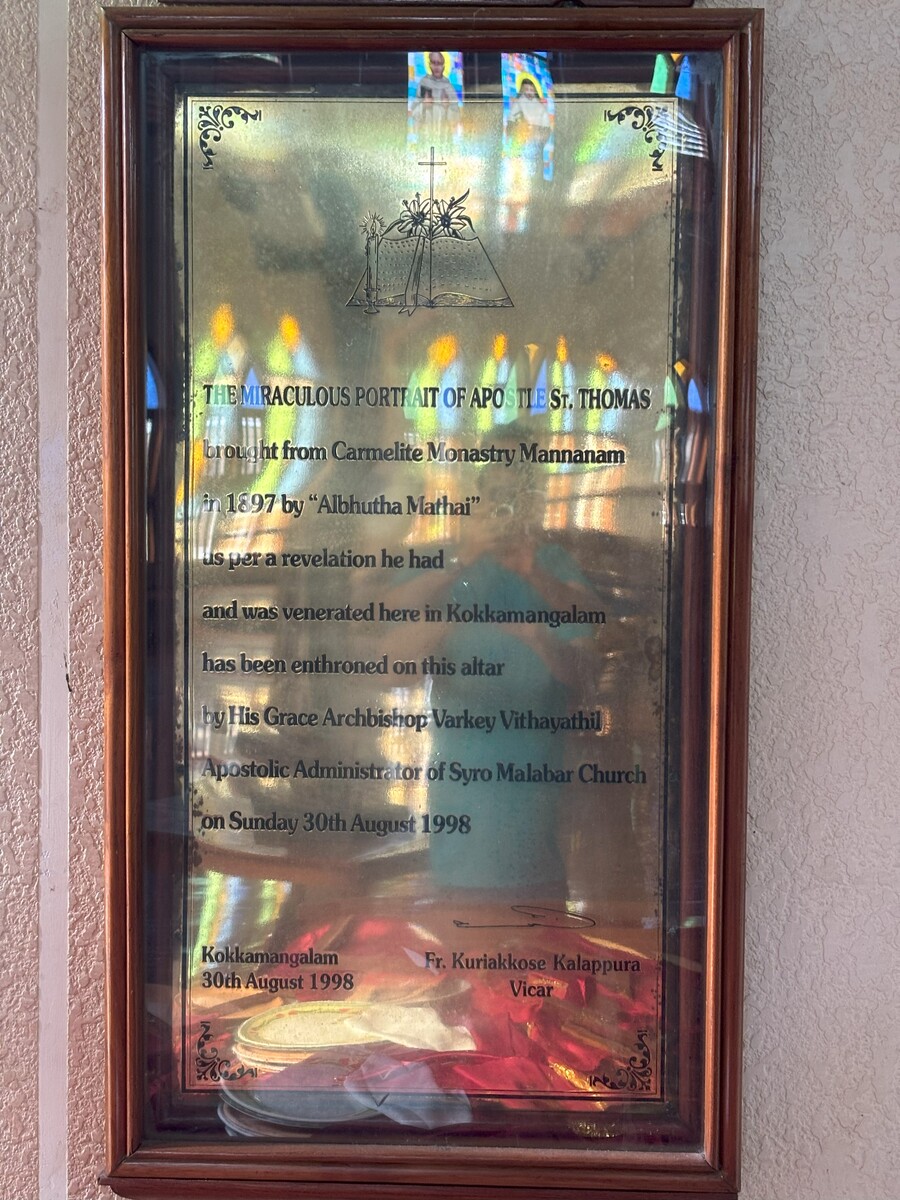 THE MIRACULOUS PORTRAIT OF APOSTLE ST. THOMAS
brought from Carmelite Monastry Mannanam
in 1897 by “Albhutha Mathai”
as per a revelation he had
and was venerated here in Kokkamangalam
has been enthroned on this altar
by His Grace Archbishop Varkey Vithayathil
Apostolic Administrator of Syro Malabar Church
on Sunday 30th August 1998
Kokkamangalam
30th August 1998
Fr. Kuriakkose Kalappura
Vicar